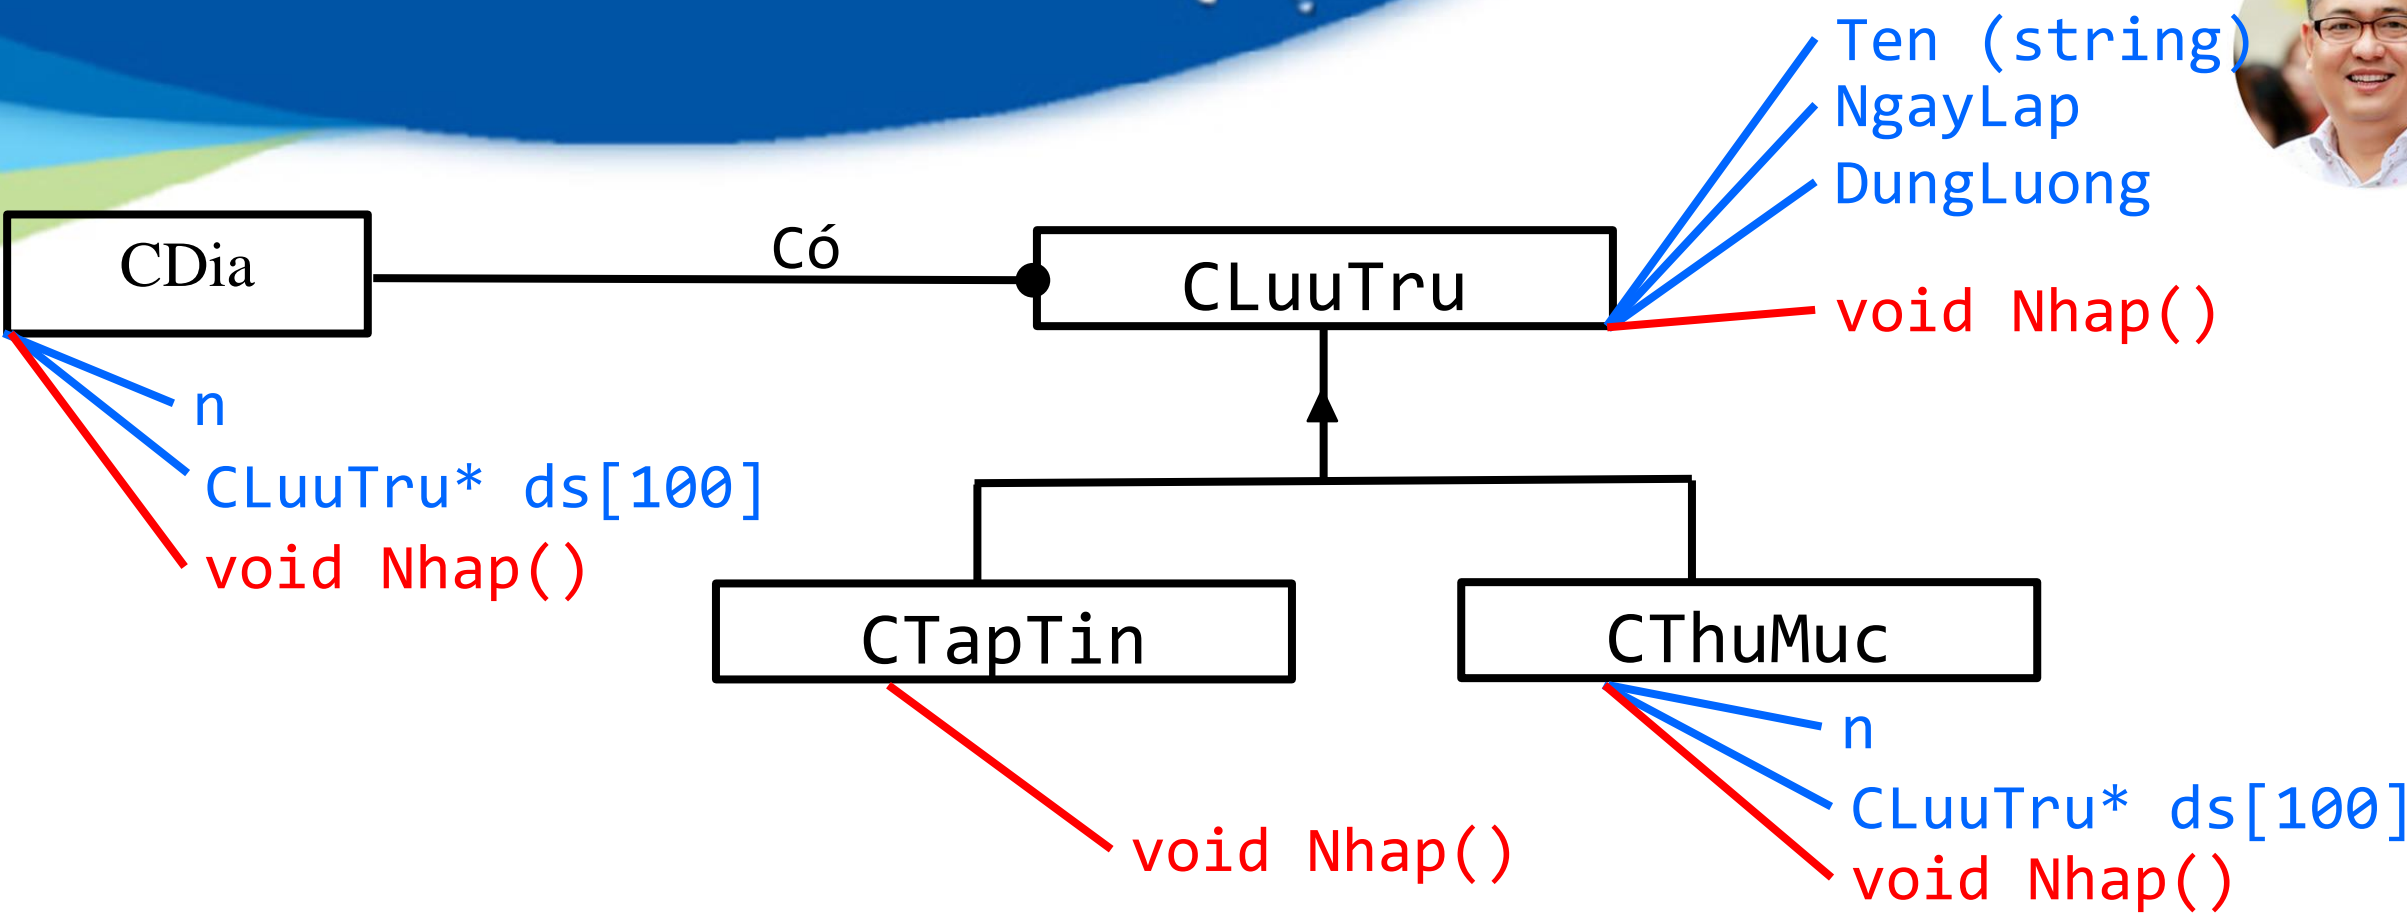 Ten (string)
NgayLap
DungLuong
void Nhap()
CDia
Có
CLuuTru
n
CLuuTru* ds[100]
void Nhap()
CTapTin
CThuMuc
void Nhap()
n
CLuuTru* ds[100]
void Nhap()